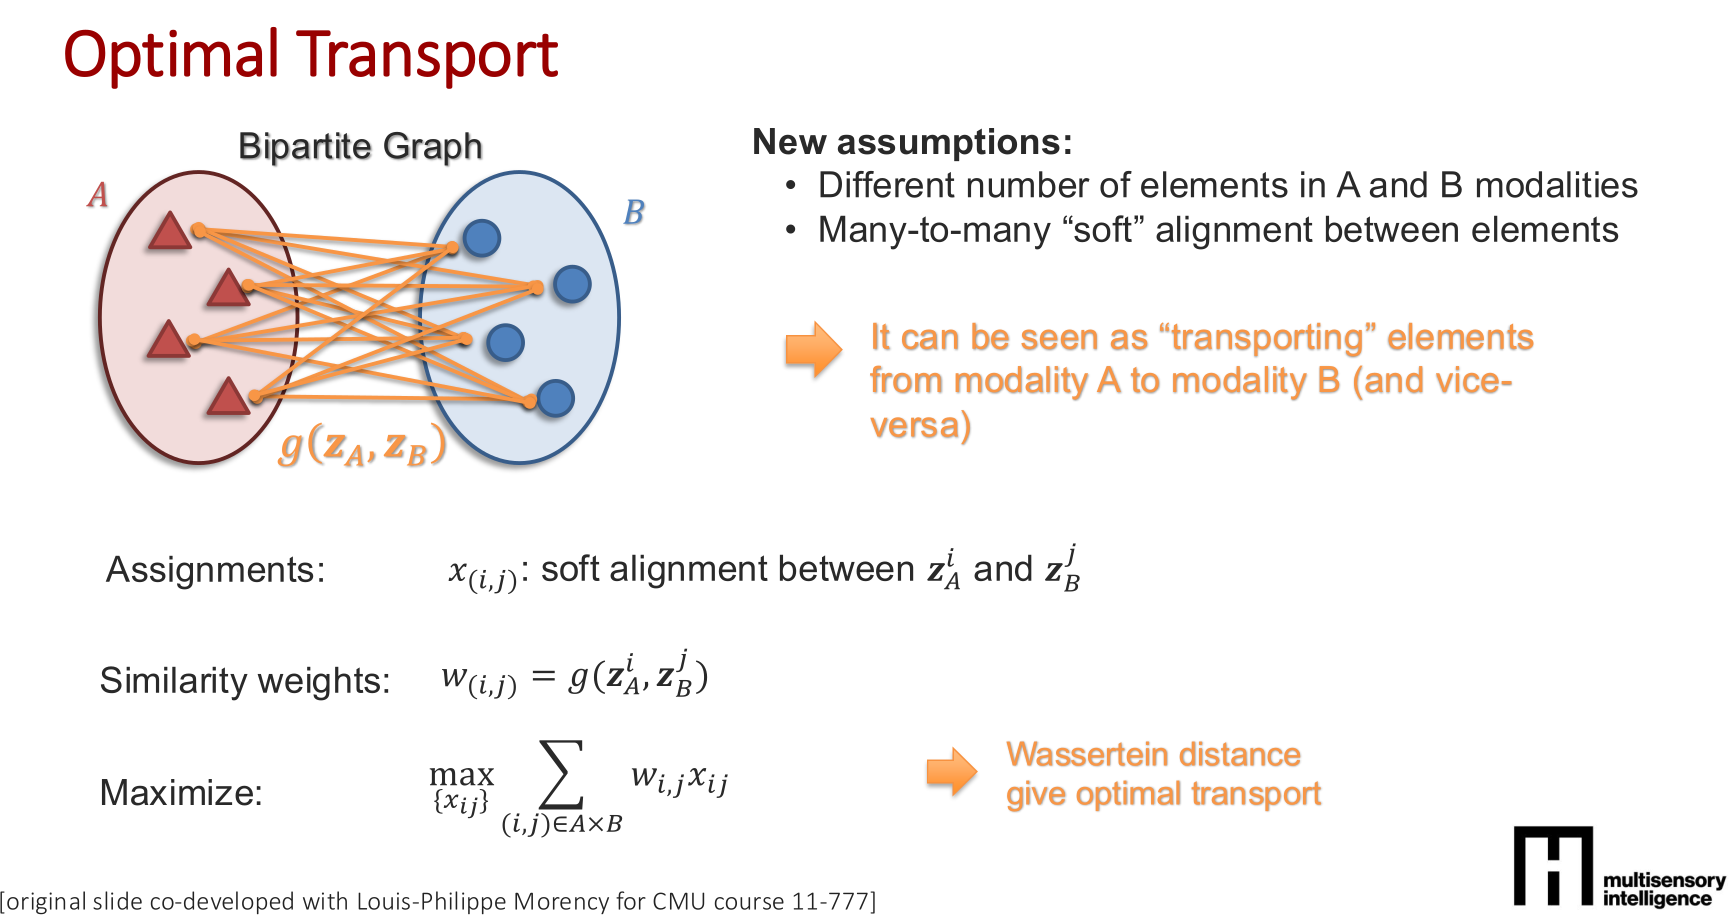 Optimal Transport
Bipartite Graph
A
B
g(z_A, z_B)
New assumptions:
• Different number of elements in A and B modalities
• Many-to-many “soft” alignment between elements
It can be seen as “transporting” elements
from modality A to modality B (and vice-
versa)
Assignments: x_(i,j): soft alignment between z_A^i and z_B^j
Similarity weights: w_(i,j) = g(z_A^i, z_B^j)
Maximize: max_{x_ij} ∑_(i,j)∈A×B w_i,j x_ij
Wassertein distance
give optimal transport
multisensory
intelligence
[original slide co-developed with Louis-Philippe Morency for CMU course 11-777]